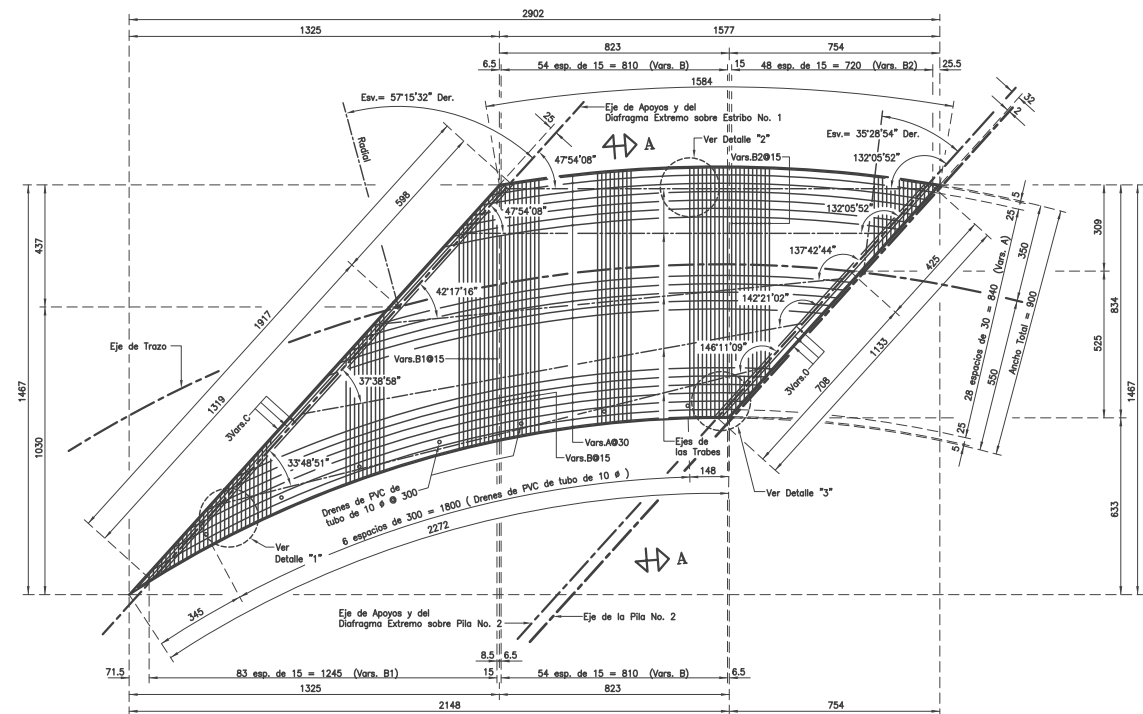 2902
1325
1577
823
754
6.5
54 esp. de 15 = 810 (Vars. B)
15
48 esp. de 15 = 720 (Vars. B2)
25.5
1584
Esv.= 57°15'32" Der.
Eje de Apoyos y del
Diafragma Extremo sobre Estribo No. 1
25
A
Ver Detalle "2"
Esv.= 35°28'54" Der.
32
2
Radial
47°54'08"
Vars.B2@15
132°05'52"
598
47°54'08"
132°05'52"
5
25
437
309
350
137°42'44"
425
42°17'16"
142°21'02"
1917
834
28 espacios de 30 = 840 (Vars. A)
Ancho Total = 900
Eje de Trazo
Vars.B1@15
146°11'09"
525
1467
1467
37°38'58"
1133
3Vars.0
708
550
1319
3Vars.C
1030
Vars.A@30
Vars.B@15
Ejes de
las Trabes
25
5
33°48'51"
148
Ver Detalle "3"
Drenes de PVC de
tubo de 10 ø @ 300
6 espacios de 300 = 1800 ( Drenes de PVC de tubo de 10 ø )
2272
633
Ver
Detalle "1"
A
345
Eje de Apoyos y del
Diafragma Extremo sobre Pila No. 2
Eje de la Pila No. 2
8.5
6.5
71.5
83 esp. de 15 = 1245 (Vars. B1)
15
54 esp. de 15 = 810 (Vars. B)
6.5
1325
823
2148
754